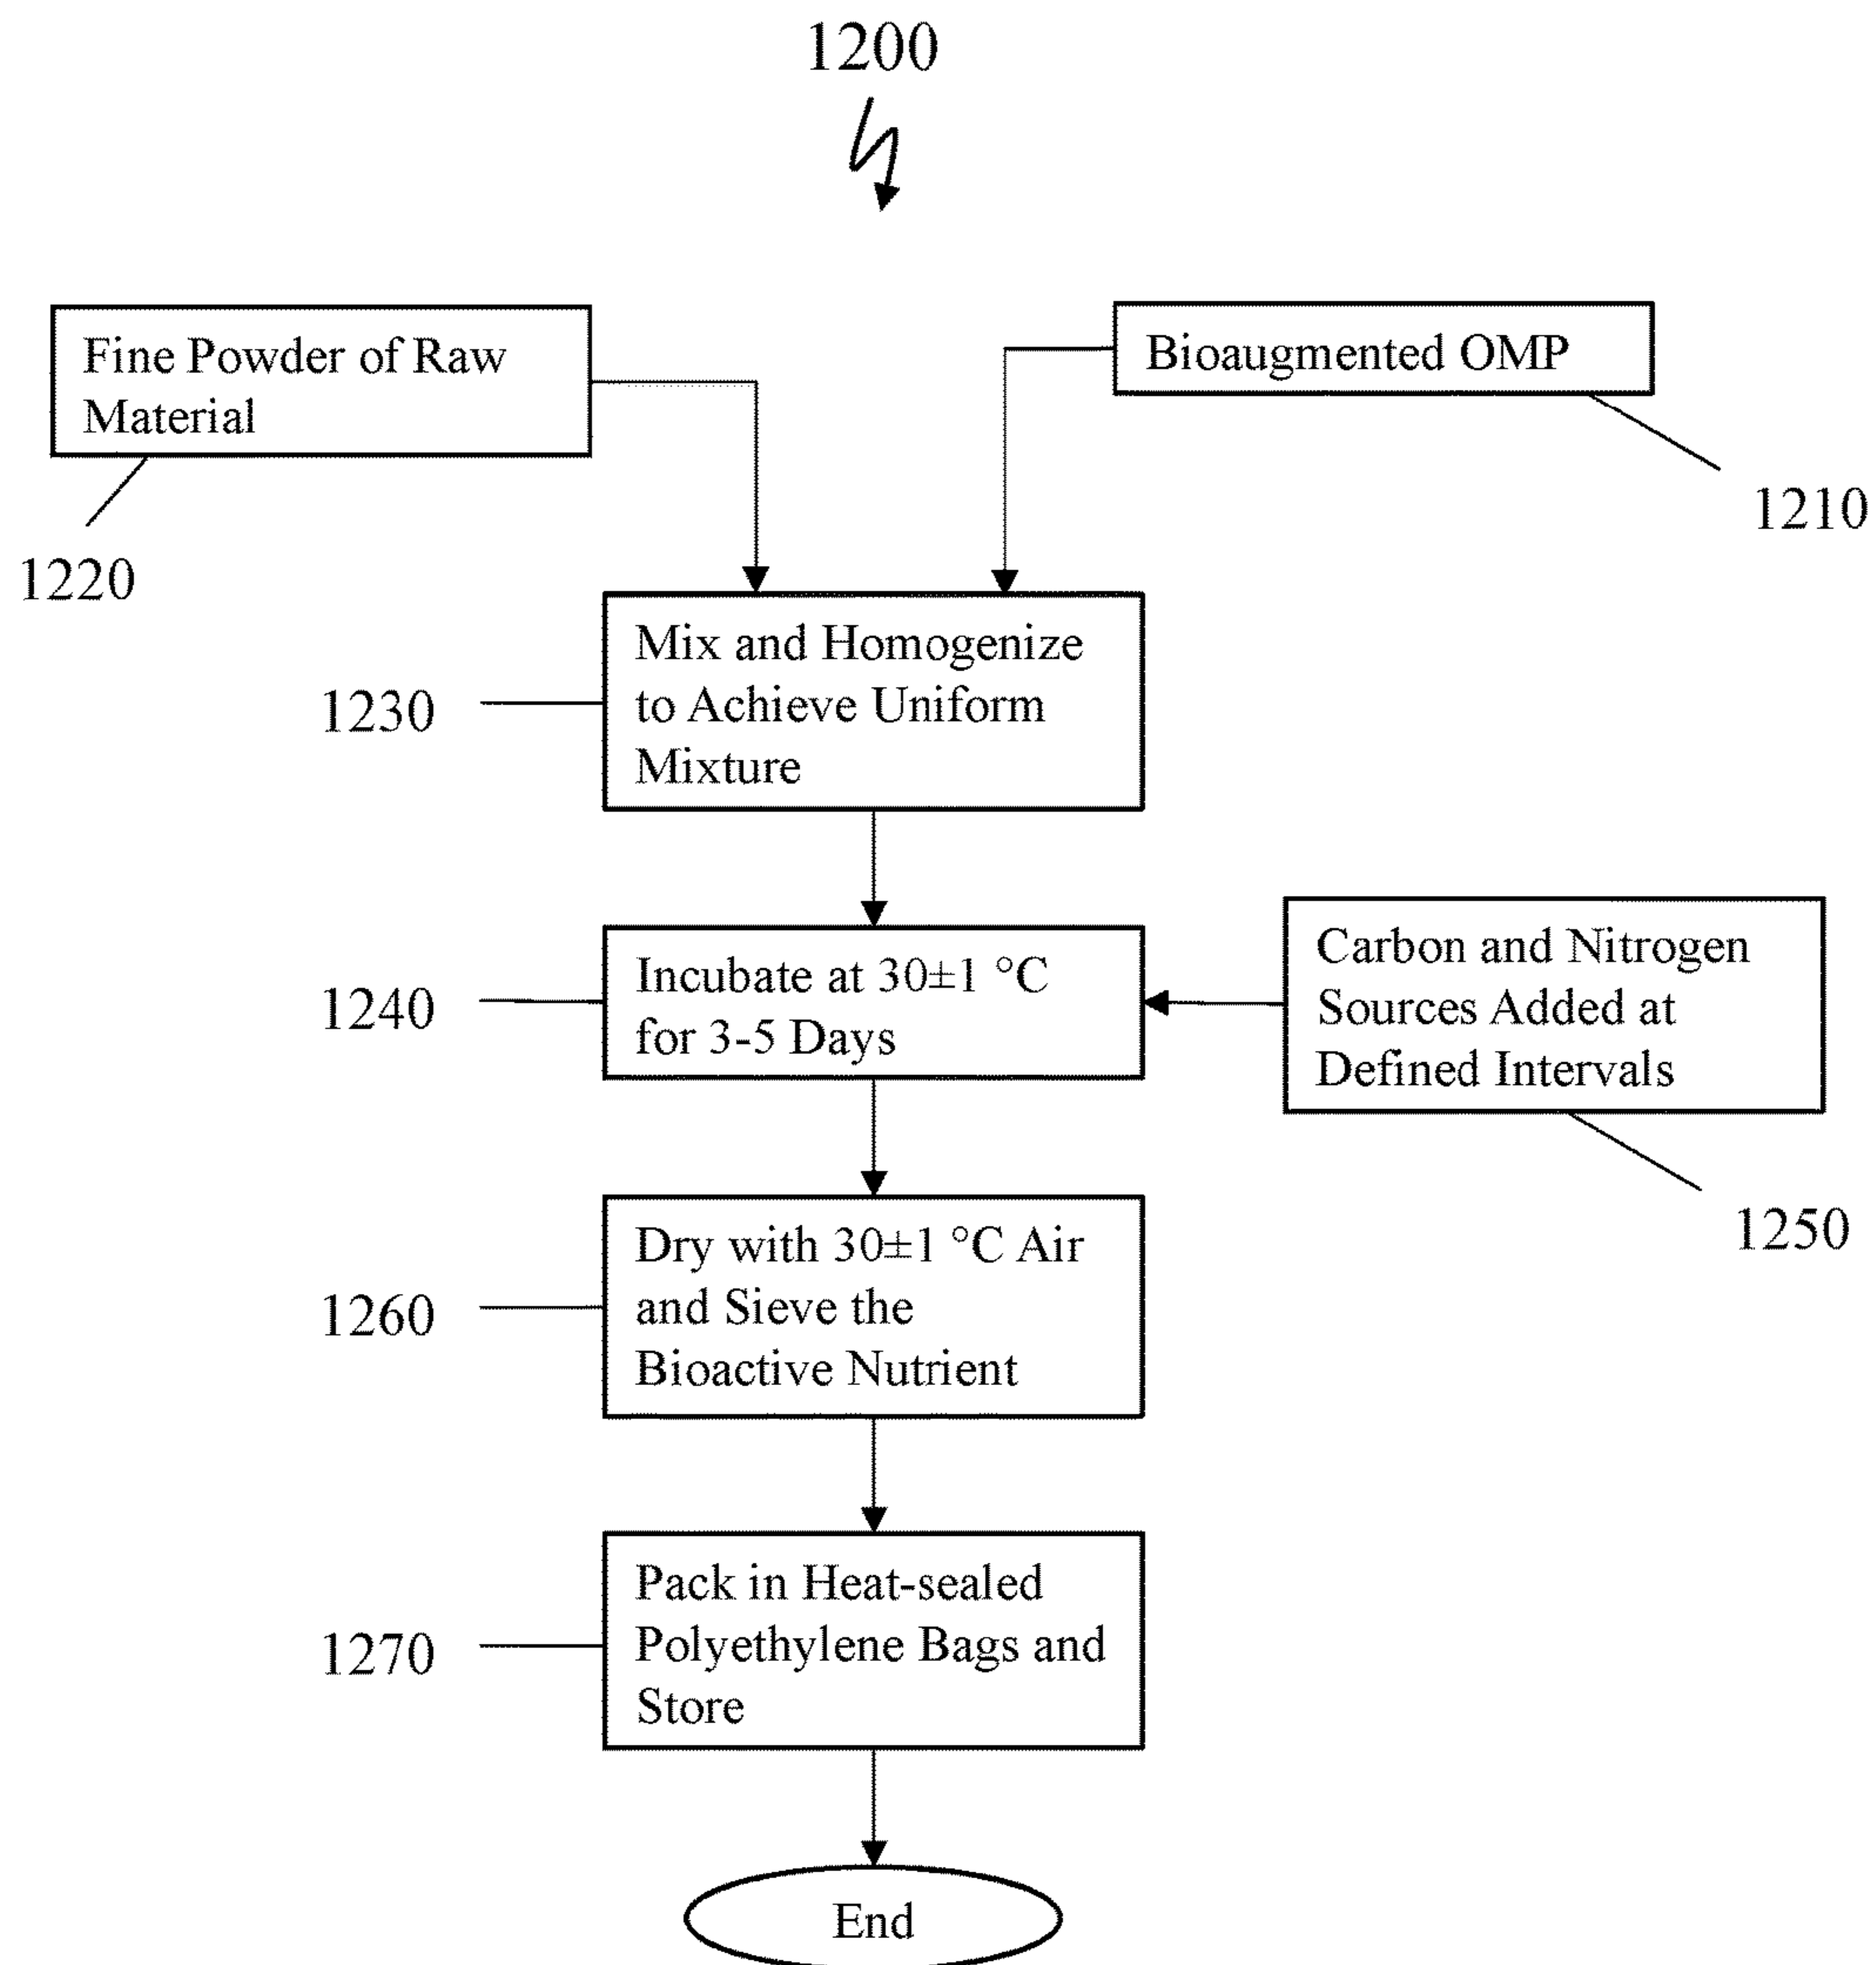 1200
Fine Powder of Raw
Material
1220
Bioaugmented OMP
1210
Mix and Homogenize
to Achieve Uniform
Mixture
1230
Incubate at 30±1 °C
for 3-5 Days
1240
Carbon and Nitrogen
Sources Added at
Defined Intervals
1250
Dry with 30±1 °C Air
and Sieve the
Bioactive Nutrient
1260
Pack in Heat-sealed
Polyethylene Bags and
Store
1270
End